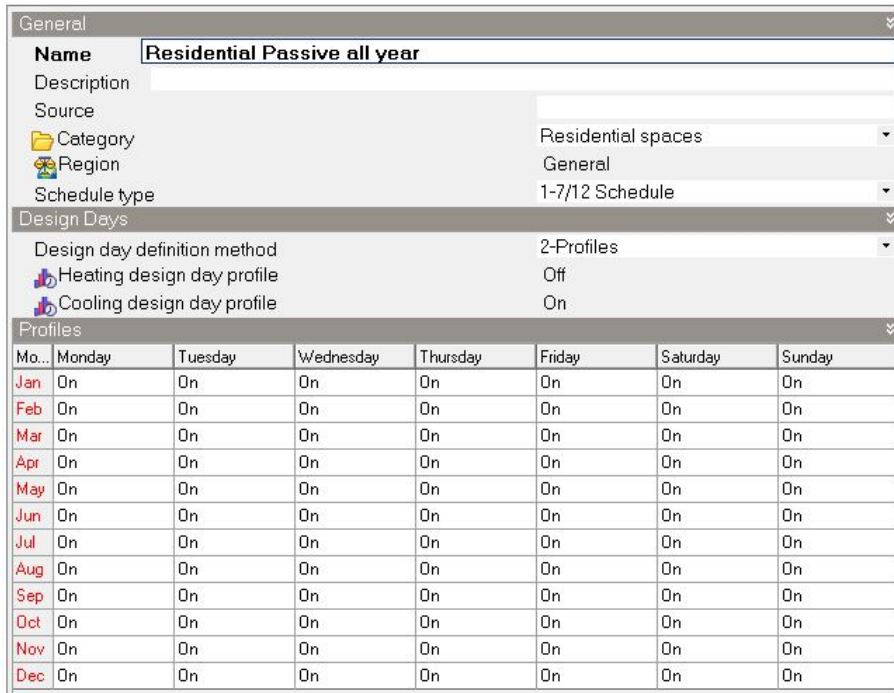 General
Name Residential Passive all year
Description
Source
Category Residential spaces
Region General
Schedule type 1-7/12 Schedule
Design Days
Design day definition method 2-Profiles
Heating design day profile Off
Cooling design day profile On
Profiles
Mo... Monday Tuesday Wednesday Thursday Friday Saturday Sunday
Jan On On On On On On On
Feb On On On On On On On
Mar On On On On On On On
Apr On On On On On On On
May On On On On On On On
Jun On On On On On On On
Jul On On On On On On On
Aug On On On On On On On
Sep On On On On On On On
Oct On On On On On On On
Nov On On On On On On On
Dec On On On On On On On